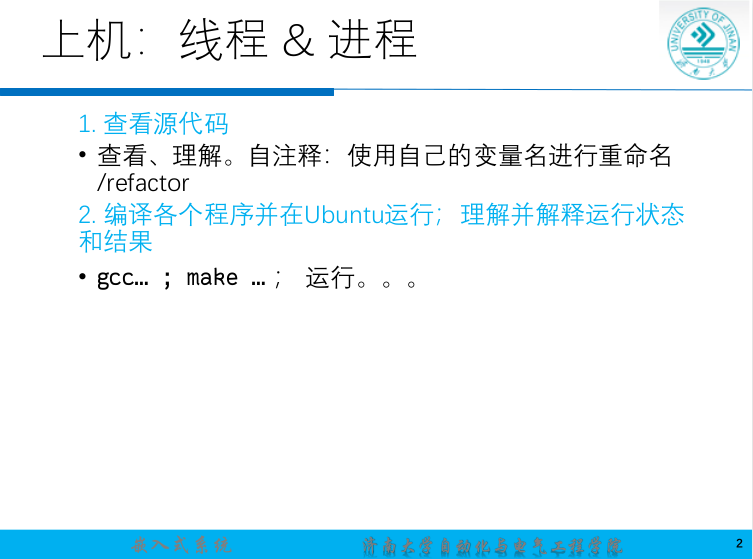 上机：线程 & 进程
UNIVERSITY OF JINAN
1948
济南大学
1. 查看源代码
• 查看、理解。自注释：使用自己的变量名进行重命名
/refactor
2. 编译各个程序并在Ubuntu运行；理解并解释运行状态
和结果
• gcc… ; make … ； 运行。。。
嵌入式系统
济南大学自动化与电气工程学院
2